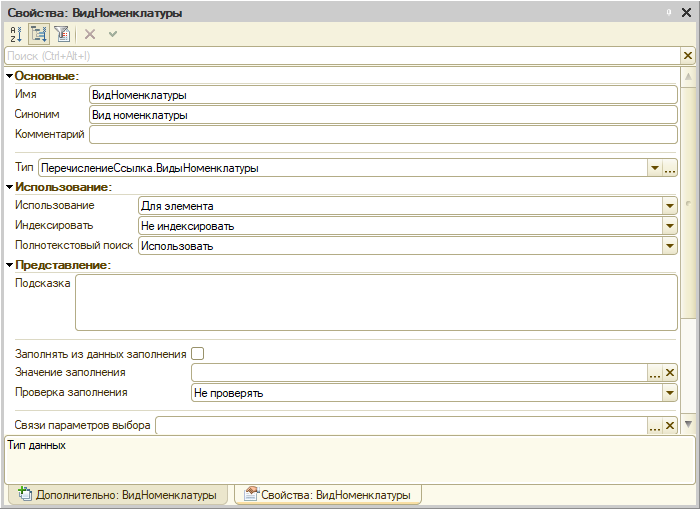 Свойства: ВидНоменклатуры
Поиск (Ctrl+Alt+I)
Основные:
Имя ВидНоменклатуры
Синоним Вид номенклатуры
Комментарий
Тип ПеречислениеСсылка.ВидыНоменклатуры
Использование:
Использование Для элемента
Индексировать Не индексировать
Полнотекстовый поиск Использовать
Представление:
Подсказка
Заполнять из данных заполнения
Значение заполнения
Проверка заполнения Не проверять
Связи параметров выбора
Тип данных
Дополнительно: ВидНоменклатуры Свойства: ВидНоменклатуры